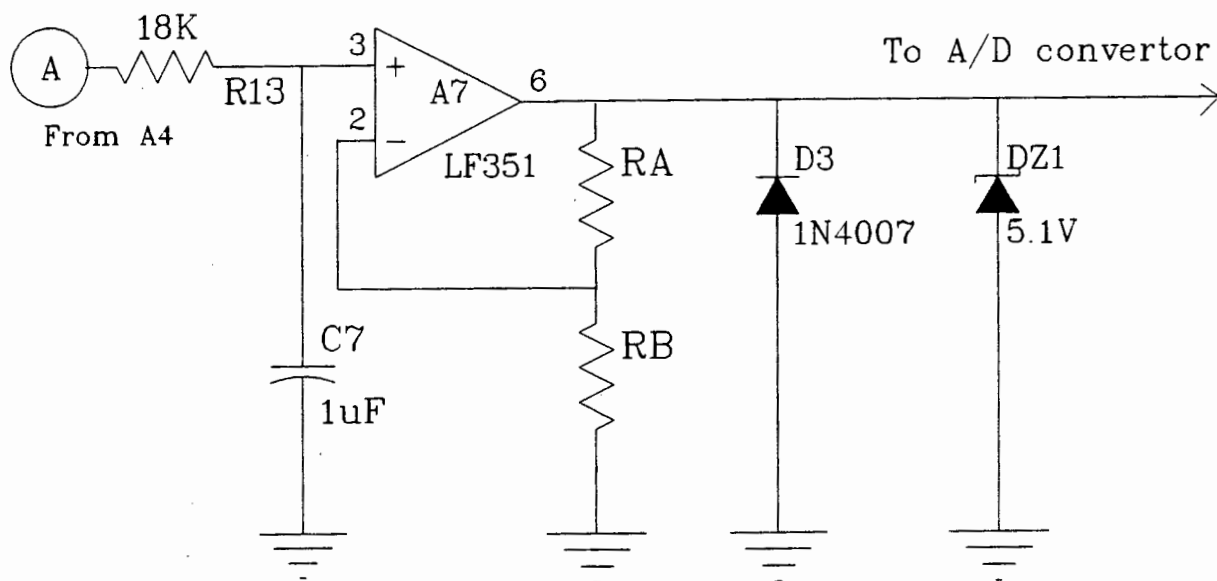 18K
A
R13
From A4
3
+
A7
6
2
−
LF351
To A/D convertor
RA
D3
1N4007
DZ1
5.1V
C7
1uF
RB